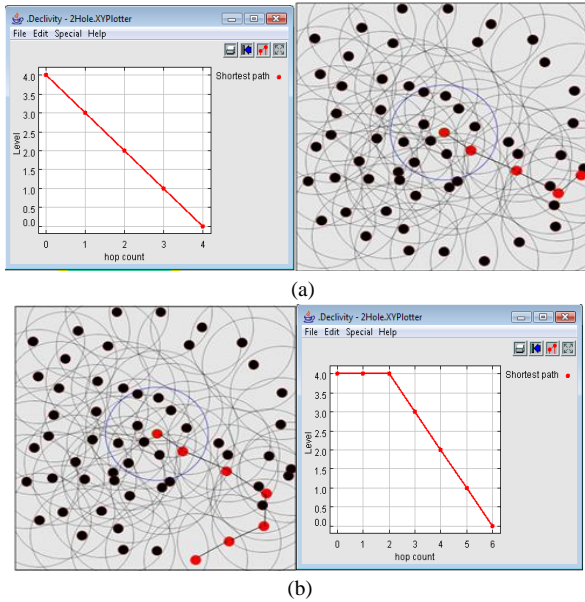 .Declivity - 2Hole.XYPlotter
File Edit Special Help
Shortest path
4.0
3.5
3.0
2.5
2.0
1.5
1.0
0.5
0.0
Level
0 1 2 3 4
hop count
(a)
.Declivity - 2Hole.XYPlotter
File Edit Special Help
Shortest path
4.0
3.5
3.0
2.5
2.0
1.5
1.0
0.5
0.0
Level
0 1 2 3 4 5 6
hop count
(b)